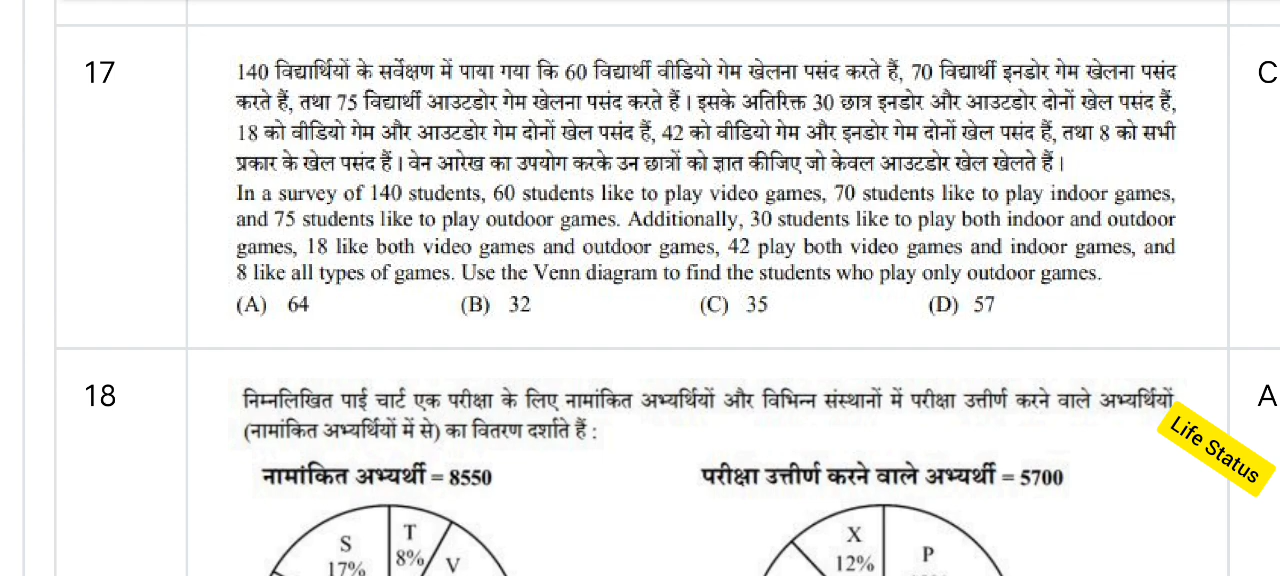 17
140 विद्यार्थियों के सर्वेक्षण में पाया गया कि 60 विद्यार्थी वीडियो गेम खेलना पसंद करते हैं, 70 विद्यार्थी इनडोर गेम खेलना पसंद
करते हैं, तथा 75 विद्यार्थी आउटडोर गेम खेलना पसंद करते हैं। इसके अतिरिक्त 30 छात्र इनडोर और आउटडोर दोनों खेल पसंद हैं,
18 को वीडियो गेम और आउटडोर गेम दोनों खेल पसंद हैं, 42 को वीडियो गेम और इनडोर गेम दोनों खेल पसंद हैं, तथा 8 को सभी
प्रकार के खेल पसंद हैं। वेन आरेख का उपयोग करके उन छात्रों को ज्ञात कीजिए जो केवल आउटडोर खेल खेलते हैं।
In a survey of 140 students, 60 students like to play video games, 70 students like to play indoor games,
and 75 students like to play outdoor games. Additionally, 30 students like to play both indoor and outdoor
games, 18 like both video games and outdoor games, 42 play both video games and indoor games, and
8 like all types of games. Use the Venn diagram to find the students who play only outdoor games.
(A) 64 (B) 32 (C) 35 (D) 57
C
18
निम्नलिखित पाई चार्ट एक परीक्षा के लिए नामांकित अभ्यर्थियों और विभिन्न संस्थानों में परीक्षा उत्तीर्ण करने वाले अभ्यर्थियों
(नामांकित अभ्यर्थियों में से) का वितरण दर्शाते हैं :
A
Life Status
नामांकित अभ्यर्थी = 8550 परीक्षा उत्तीर्ण करने वाले अभ्यर्थी = 5700
S
17%
T
8%
V
X
12%
P